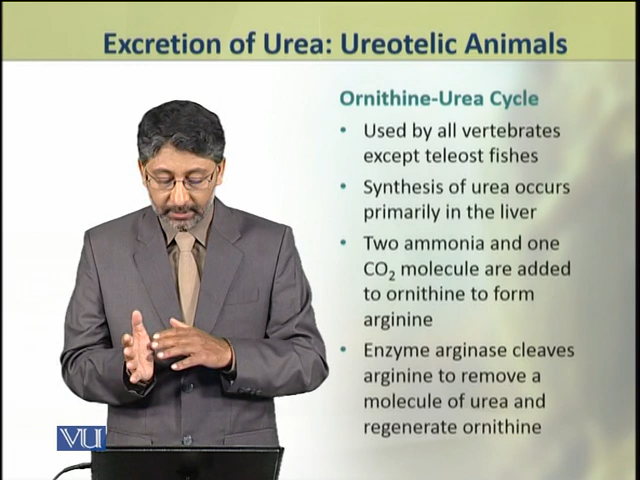 Excretion of Urea: Ureotelic Animals
Ornithine-Urea Cycle
• Used by all vertebrates
except teleost fishes
• Synthesis of urea occurs
primarily in the liver
• Two ammonia and one
CO₂ molecule are added
to ornithine to form
arginine
• Enzyme arginase cleaves
arginine to remove a
molecule of urea and
regenerate ornithine
VU